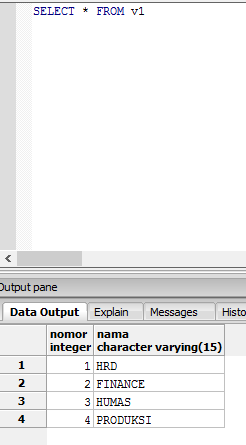 SELECT * FROM v1
Output pane
Data Output Explain Messages Histo
nomor nama
integer character varying(15)
1 1 HRD
2 2 FINANCE
3 3 HUMAS
4 4 PRODUKSI